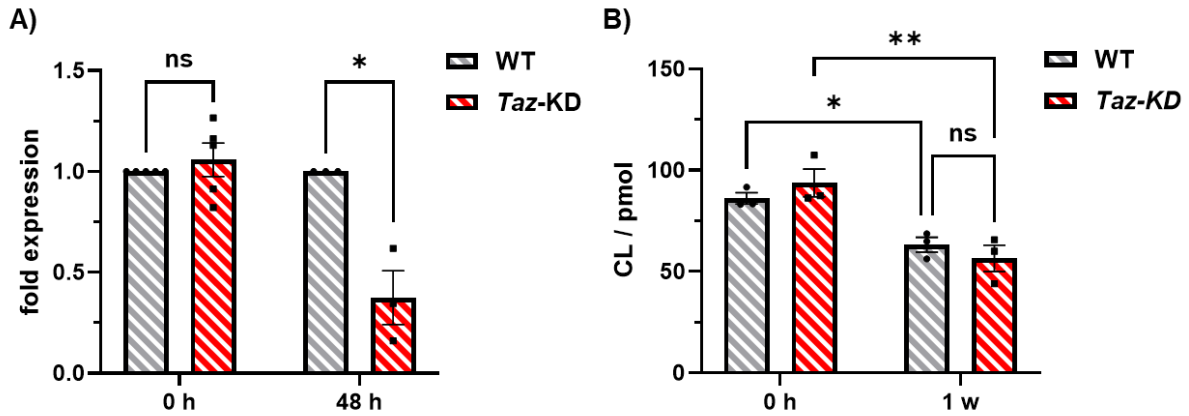 A)
ns
*
WT
Taz-KD
fold expression
1.5
1.0
0.5
0.0
0 h
48 h
B)
**
*
ns
WT
Taz-KD
CL / pmol
150
100
50
0
0 h
1 w